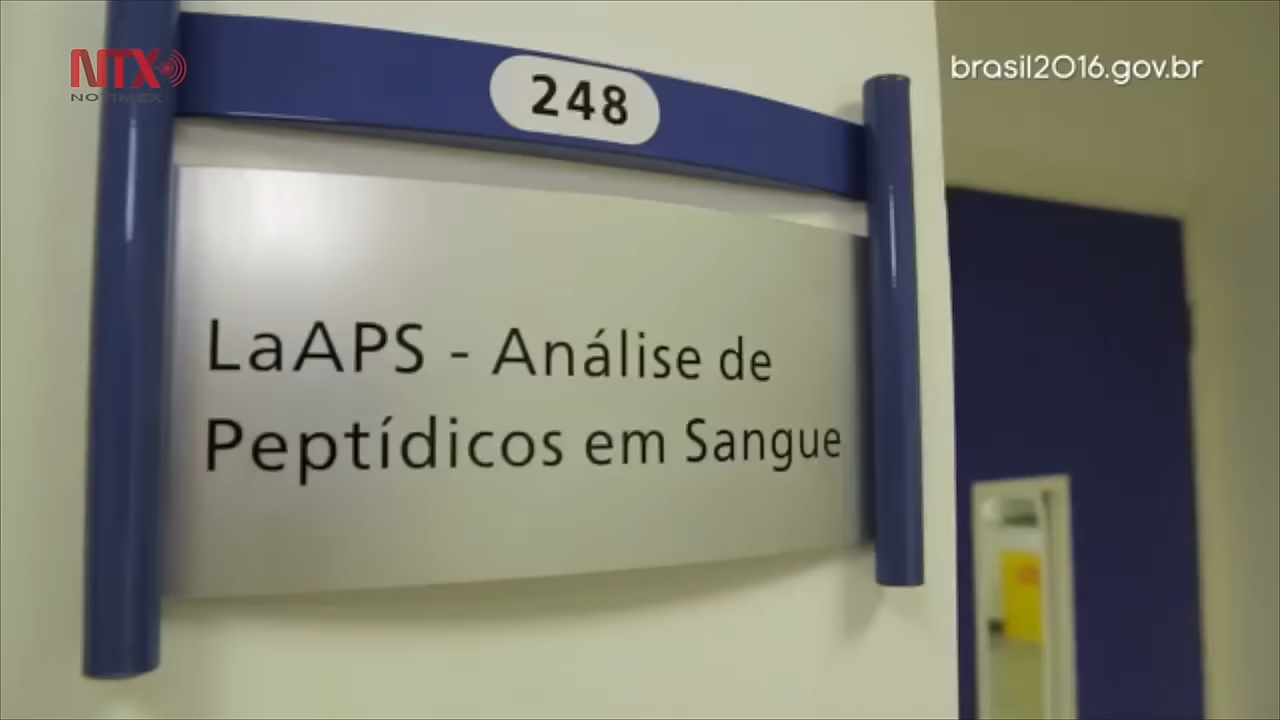 NTX
NOTIMEX
brasil2016.gov.br
248
LaAPS - Análise de
Peptídicos em Sangue